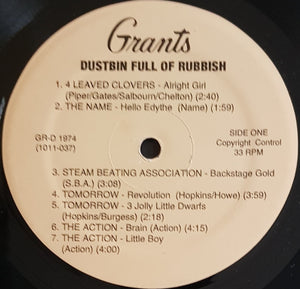 Grants
DUSTBIN FULL OF RUBBISH
1. 4 LEAVED CLOVERS - Alright Girl
(Piper/Gates/Salbourn/Chelton) (2:40)
2. THE NAME - Hello Edythe (Name) (1:59)
GR-D 1974
(1011-037)
SIDE ONE
Copyright Control
33 RPM
3. STEAM BEATING ASSOCIATION - Backstage Gold
(S.B.A.) (3:08)
4. TOMORROW - Revolution (Hopkins/Howe) (3:59)
5. TOMORROW - 3 Jolly Little Dwarfs
(Hopkins/Burgess) (2:18)
6. THE ACTION - Brain (Action) (4:15)
7. THE ACTION - Little Boy
(Action) (4:00)